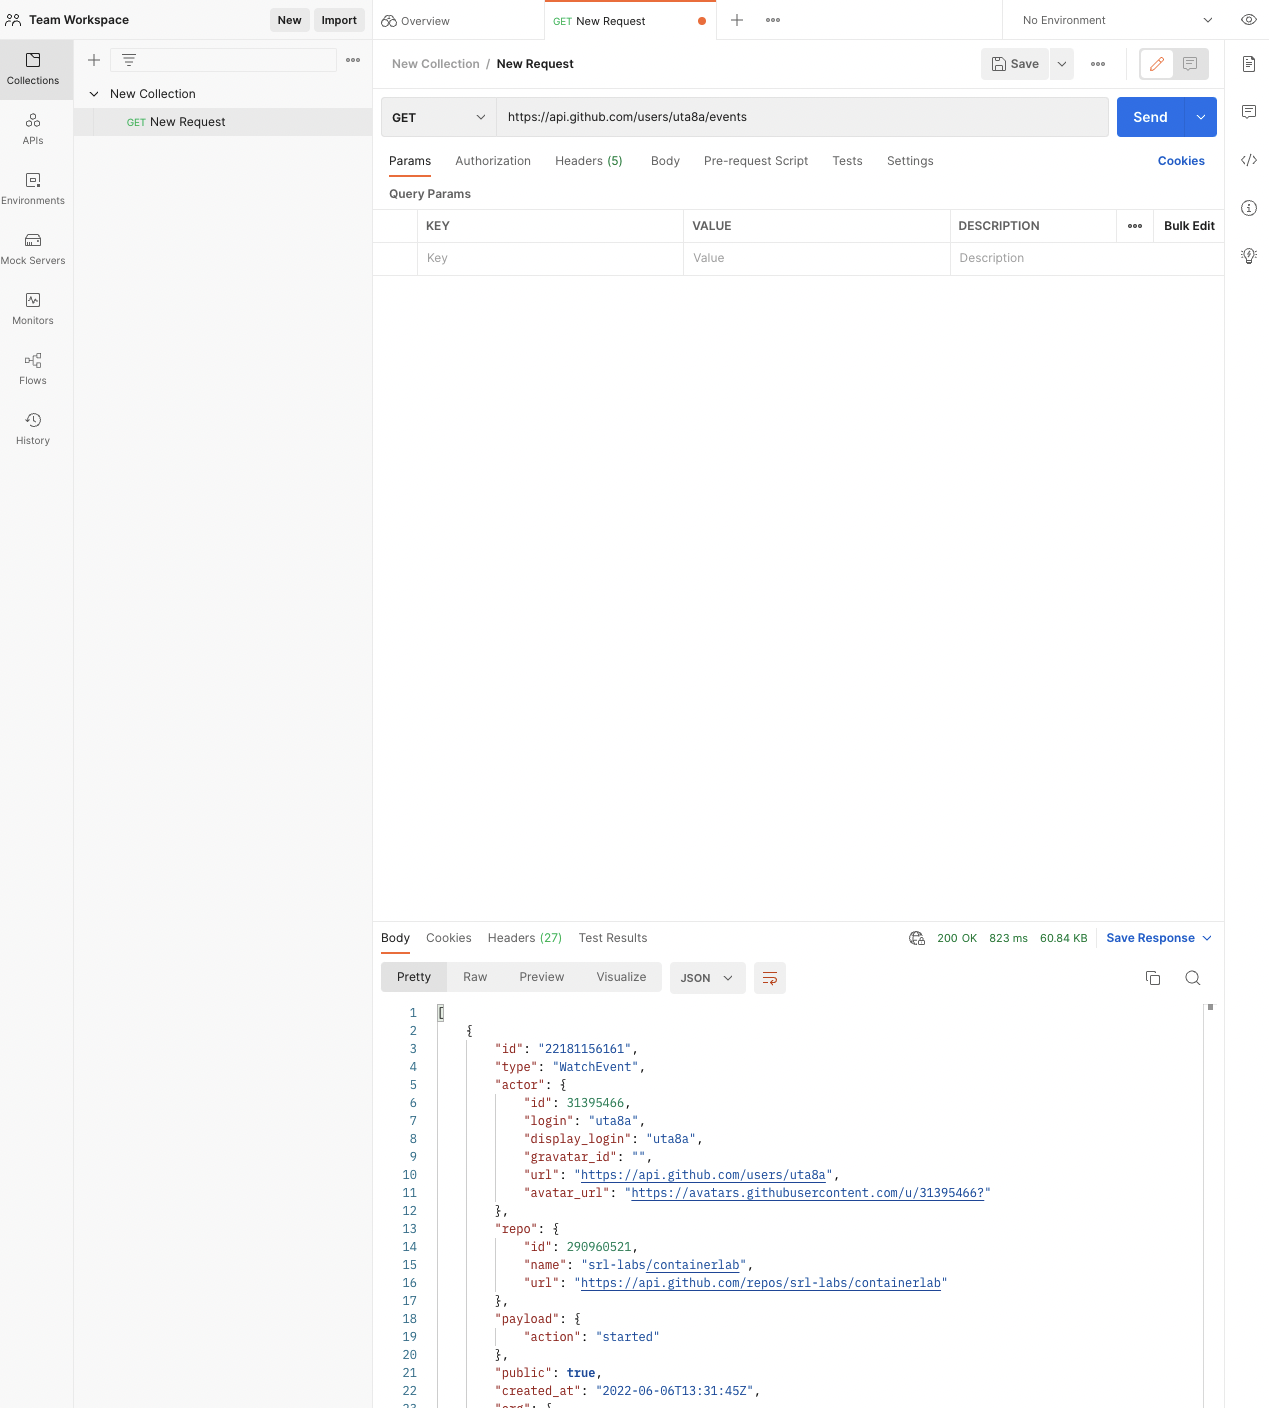 Team Workspace
New
Import
Overview
GET New Request
No Environment
Collections
APIs
Environments
Mock Servers
Monitors
Flows
History
New Collection
GET New Request
New Collection / New Request
Save
GET
https://api.github.com/users/uta8a/events
Send
Params
Authorization
Headers (5)
Body
Pre-request Script
Tests
Settings
Cookies
Query Params
KEY
VALUE
DESCRIPTION
Bulk Edit
Key
Value
Description
Body
Cookies
Headers (27)
Test Results
200 OK
823 ms
60.84 KB
Save Response
Pretty
Raw
Preview
Visualize
JSON
1 [
2 {
3 "id": "22181156161",
4 "type": "WatchEvent",
5 "actor": {
6 "id": 31395466,
7 "login": "uta8a",
8 "display_login": "uta8a",
9 "gravatar_id": "",
10 "url": "https://api.github.com/users/uta8a",
11 "avatar_url": "https://avatars.githubusercontent.com/u/31395466?"
12 },
13 "repo": {
14 "id": 290960521,
15 "name": "srl-labs/containerlab",
16 "url": "https://api.github.com/repos/srl-labs/containerlab"
17 },
18 "payload": {
19 "action": "started"
20 },
21 "public": true,
22 "created_at": "2022-06-06T13:31:45Z",
23 "org": {